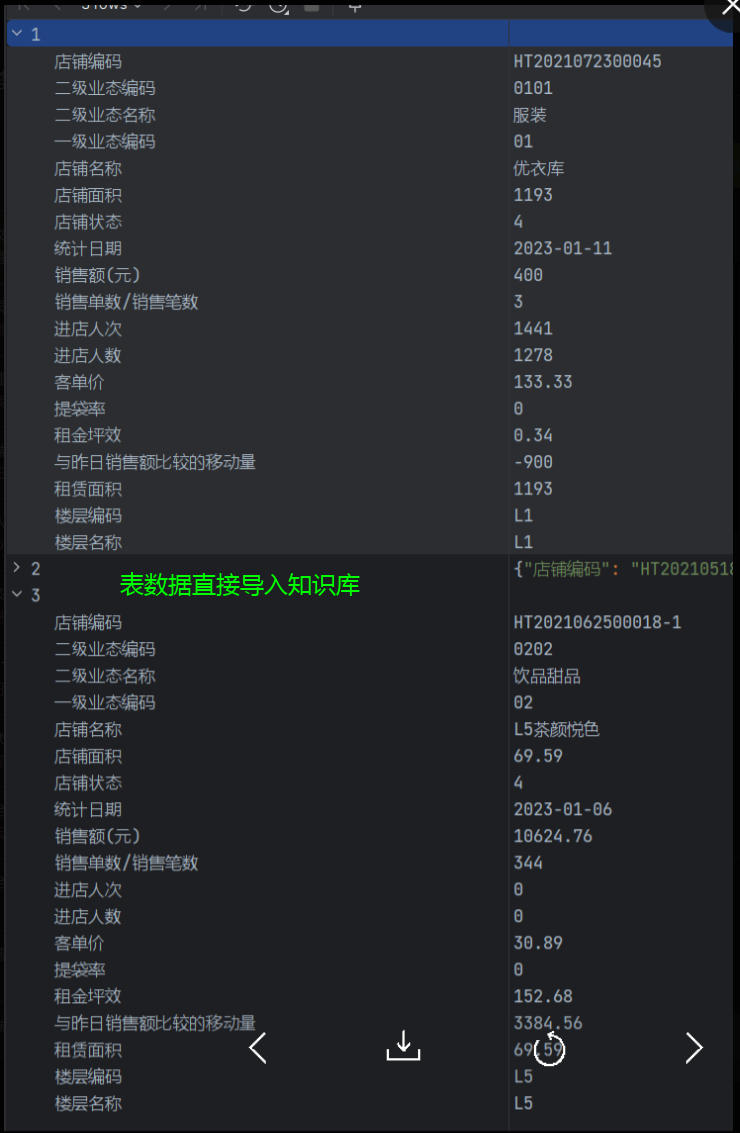 1
店铺编码 HT2021072300045
二级业态编码 0101
二级业态名称 服装
一级业态编码 01
店铺名称 优衣库
店铺面积 1193
店铺状态 4
统计日期 2023-01-11
销售额(元) 400
销售单数/销售笔数 3
进店人次 1441
进店人数 1278
客单价 133.33
提袋率 0
租金坪效 0.34
与昨日销售额比较的移动量 -900
租赁面积 1193
楼层编码 L1
楼层名称 L1
2 {"店铺编码": "HT20210518
表数据直接导入知识库
3
店铺编码 HT2021062500018-1
二级业态编码 0202
二级业态名称 饮品甜品
一级业态编码 02
店铺名称 L5茶颜悦色
店铺面积 69.59
店铺状态 4
统计日期 2023-01-06
销售额(元) 10624.76
销售单数/销售笔数 344
进店人次 0
进店人数 0
客单价 30.89
提袋率 0
租金坪效 152.68
与昨日销售额比较的移动量 3384.56
租赁面积 69.59
楼层编码 L5
楼层名称 L5